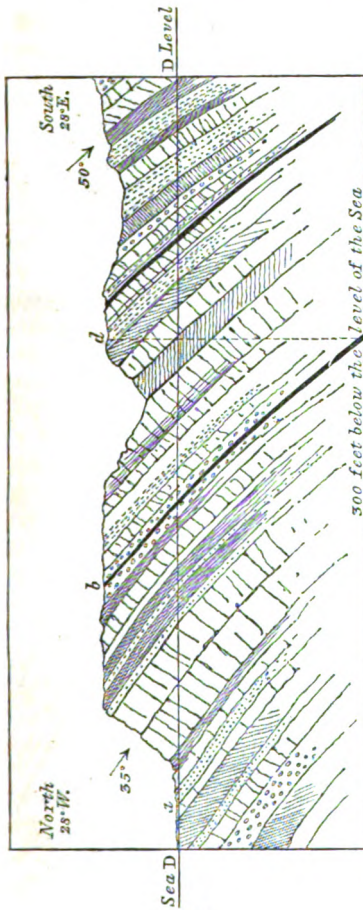 North
28° W.
South
28° E.
50°
35°
b
d
Sea D
D Level
300 feet below the level of the Sea